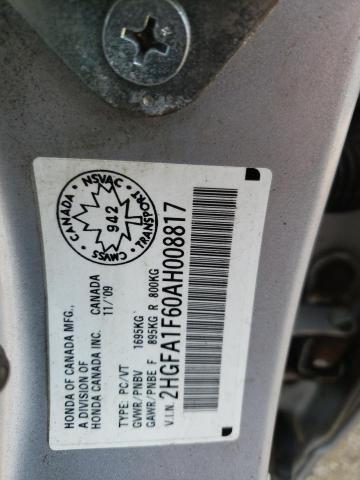 HONDA OF CANADA MFG.,
A DIVISION OF
HONDA CANADA INC. CANADA
11/'09
TYPE: PC/VT
GVWR/PNBV 1695KG
GAWR/PNBE F 895KG R 800KG
V.I.N. 2HGFA1F60AH008817
CANADA
NSVAC
TRANSPORT
CMVSS
942